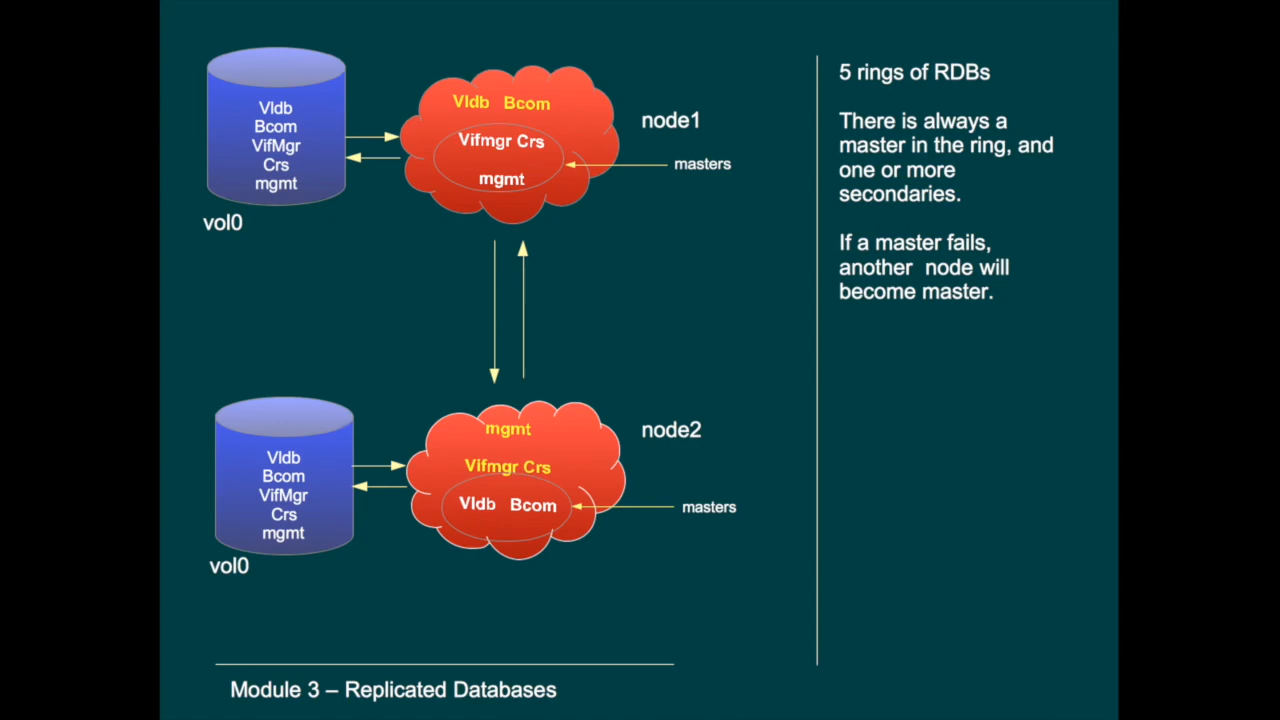 Vldb
Bcom
VifMgr
Crs
mgmt
vol0
Vldb Bcom
Vifmgr Crs
mgmt
node1
masters
Vldb
Bcom
VifMgr
Crs
mgmt
vol0
mgmt
Vifmgr Crs
Vldb Bcom
node2
masters
5 rings of RDBs
There is always a
master in the ring, and
one or more
secondaries.
If a master fails,
another node will
become master.
Module 3 – Replicated Databases